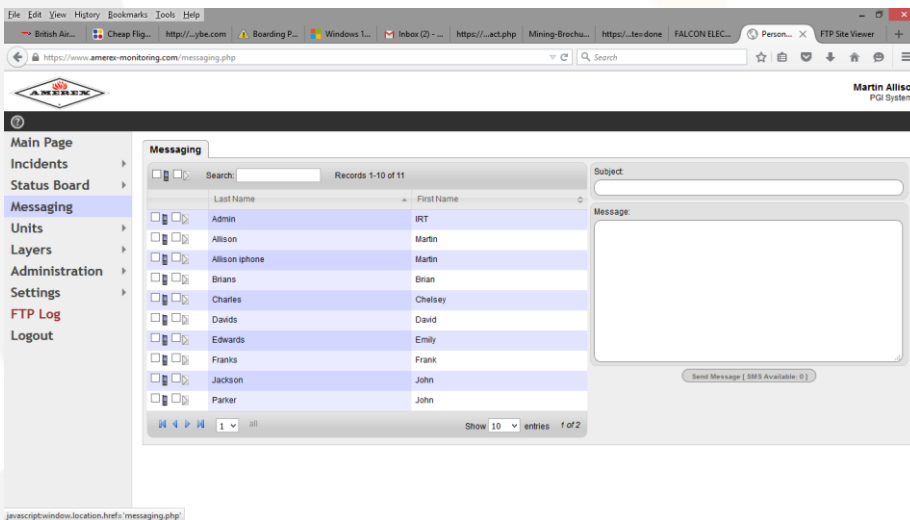 File Edit View History Bookmarks Tools Help
British Air... Cheap Flig... http://...ybe.com Boarding P... Windows 1... Inbox (2) - ... https://...act.php Mining-Brochu... https:/...tes‹done FALCON ELEC... Person... FTP Site Viewer
https://www.amerex-monitoring.com/messaging.php Search
AMEREX
Martin Alliso
PGI System
Main Page
Incidents
Status Board
Messaging
Units
Layers
Administration
Settings
FTP Log
Logout
Messaging
Search: Records 1-10 of 11
Last Name First Name
Admin IRT
Allison Martin
Allison iphone Martin
Brians Brian
Charles Chelsey
Davids David
Edwards Emily
Franks Frank
Jackson John
Parker John
1 all Show 10 entries 1 of 2
Subject:
Message:
Send Message [ SMS Available: 0 ]
javascript:window.location.href='messaging.php'